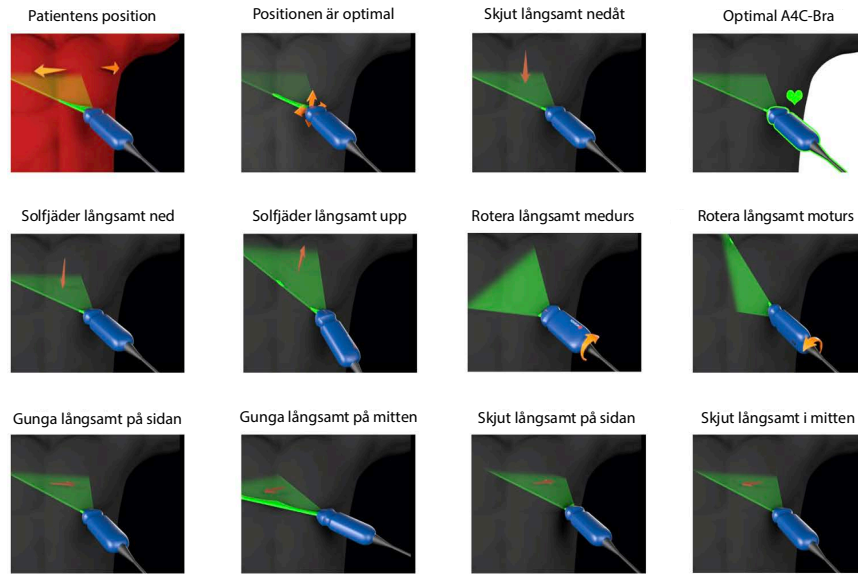 Patientens position
Positionen är optimal
Skjut långsamt nedåt
Optimal A4C-Bra
Solfjäder långsamt ned
Solfjäder långsamt upp
Rotera långsamt medurs
Rotera långsamt moturs
Gunga långsamt på sidan
Gunga långsamt på mitten
Skjut långsamt på sidan
Skjut långsamt i mitten